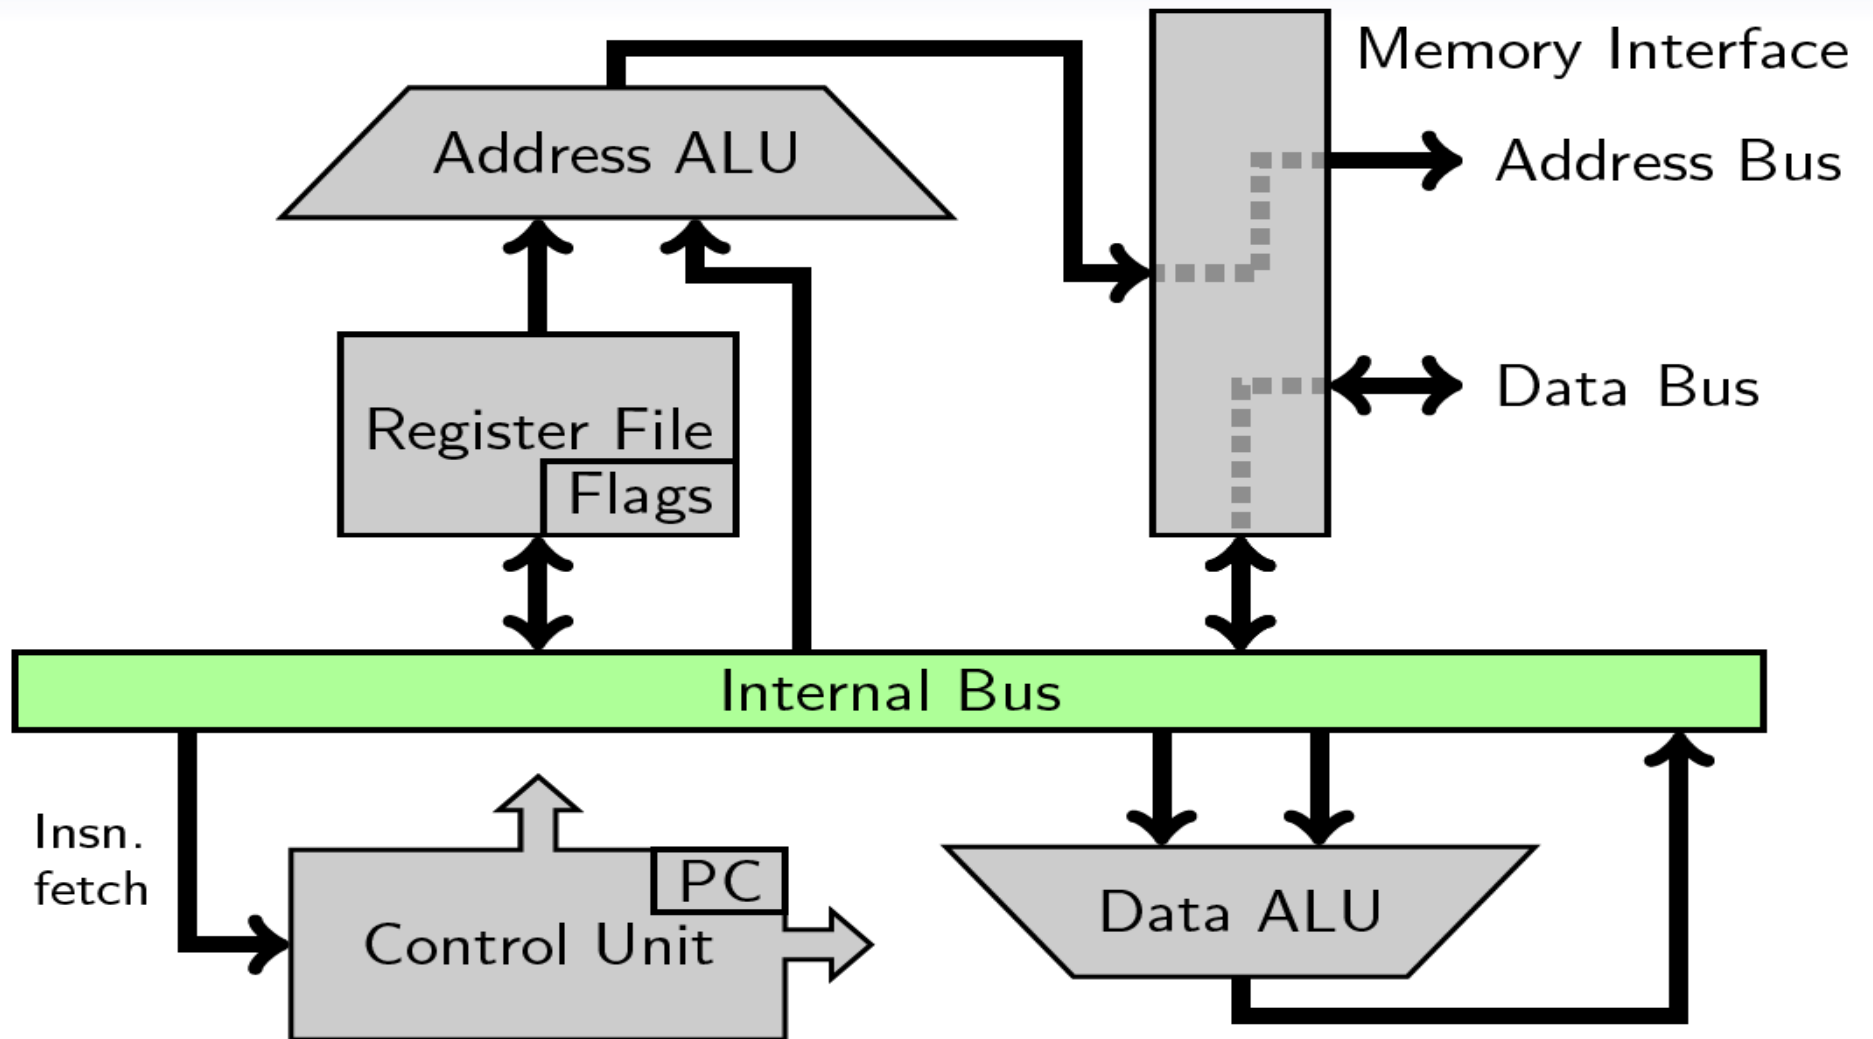 Memory Interface
Address ALU
Address Bus
Data Bus
Register File
Flags
Internal Bus
Insn.
fetch
PC
Control Unit
Data ALU